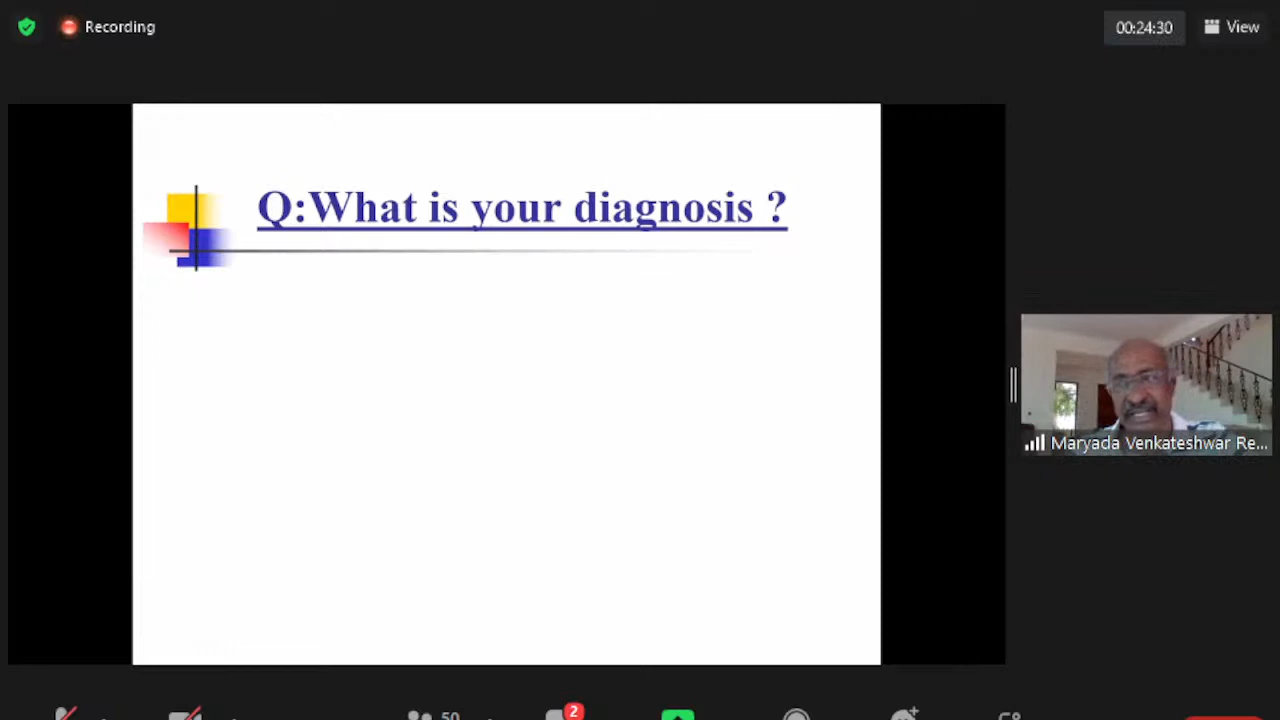 Recording
00:24:30
View
Q:What is your diagnosis ?
Maryada Venkateshwar Re...
50
2